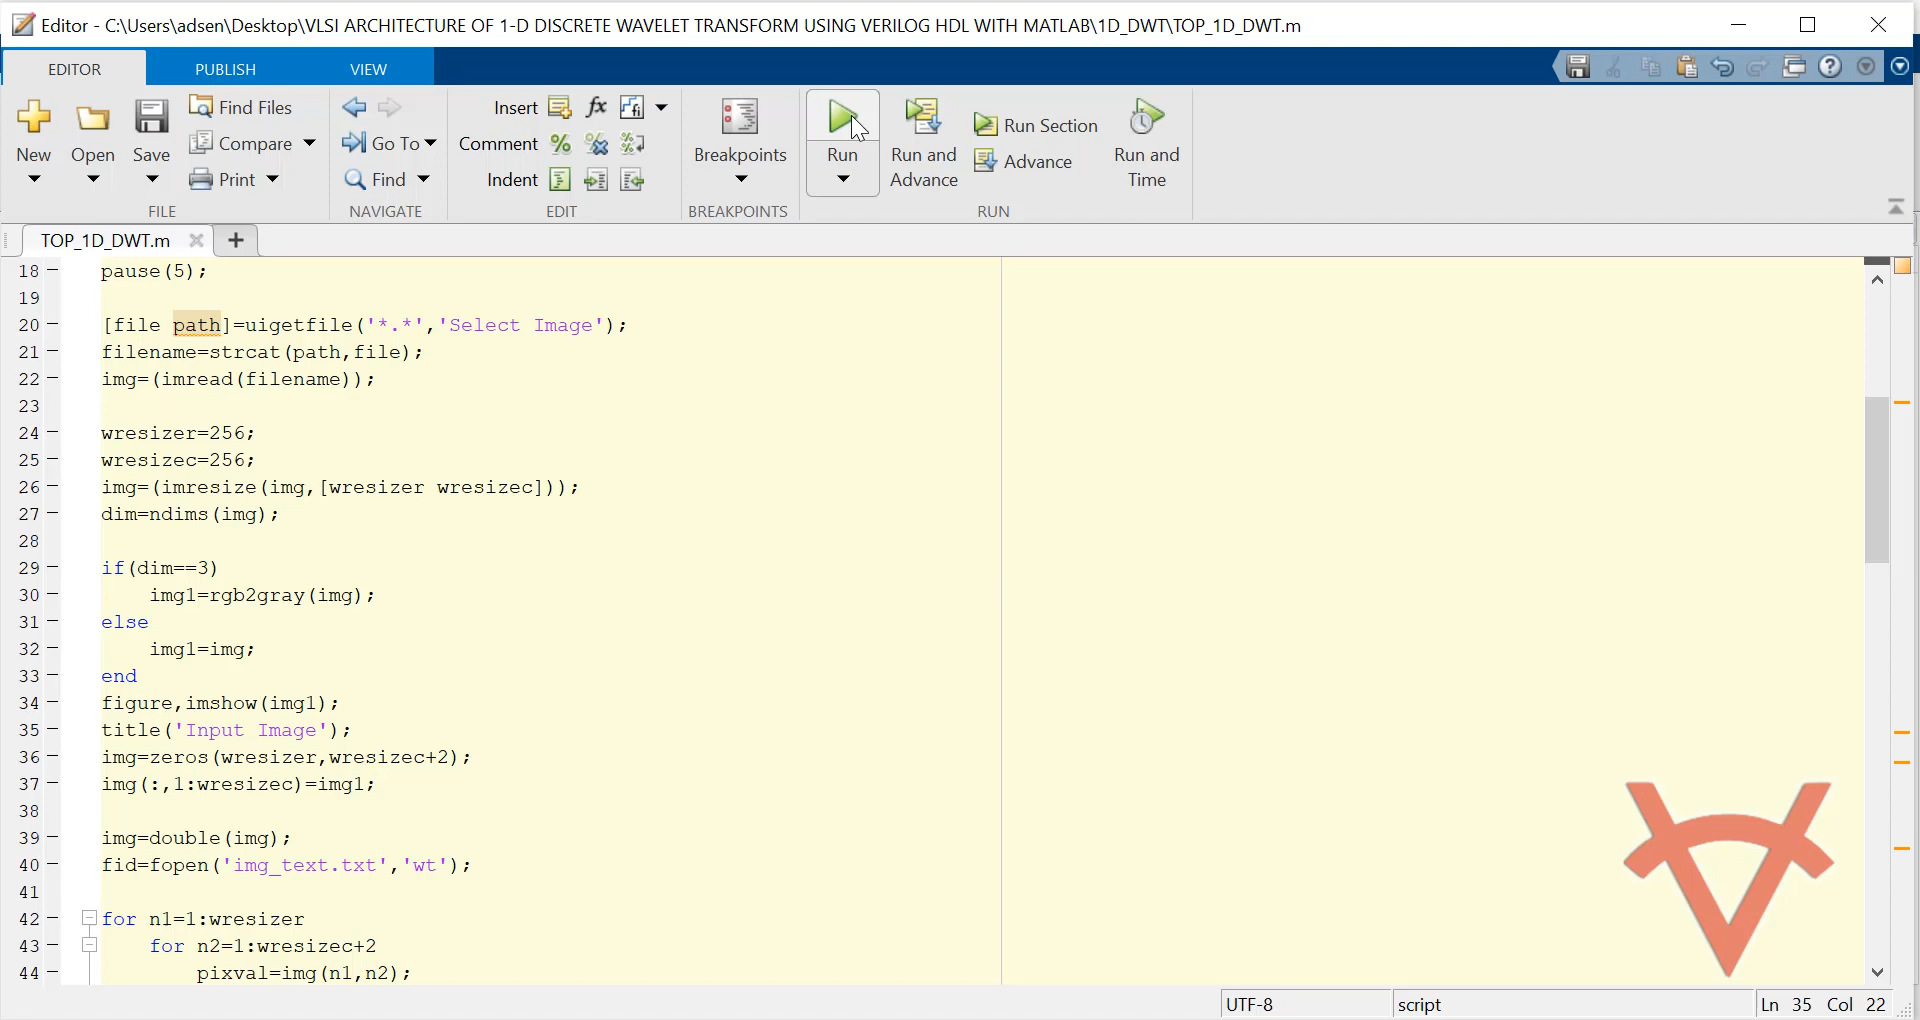 Editor - C:\Users\adsen\Desktop\VLSI ARCHITECTURE OF 1-D DISCRETE WAVELET TRANSFORM USING VERILOG HDL WITH MATLAB\1D_DWT\TOP_1D_DWT.m
EDITOR PUBLISH VIEW
New Open Save Find Files Compare Print
Go To Find
Insert fx
Comment
Indent
Breakpoints
Run
Run and Advance
Run Section
Advance
Run and Time
FILE NAVIGATE EDIT BREAKPOINTS RUN
TOP_1D_DWT.m
18 pause(5);
19
20 [file path]=uigetfile('*.*','Select Image');
21 filename=strcat(path,file);
22 img=(imread(filename));
23
24 wresizer=256;
25 wresizec=256;
26 img=(imresize(img,[wresizer wresizec]));
27 dim=ndims(img);
28
29 if(dim==3)
30 img1=rgb2gray(img);
31 else
32 img1=img;
33 end
34 figure,imshow(img1);
35 title('Input Image');
36 img=zeros(wresizer,wresizec+2);
37 img(:,1:wresizec)=img1;
38
39 img=double(img);
40 fid=fopen('img_text.txt','wt');
41
42 for n1=1:wresizer
43 for n2=1:wresizec+2
44 pixval=img(n1,n2);
UTF-8 script Ln 35 Col 22